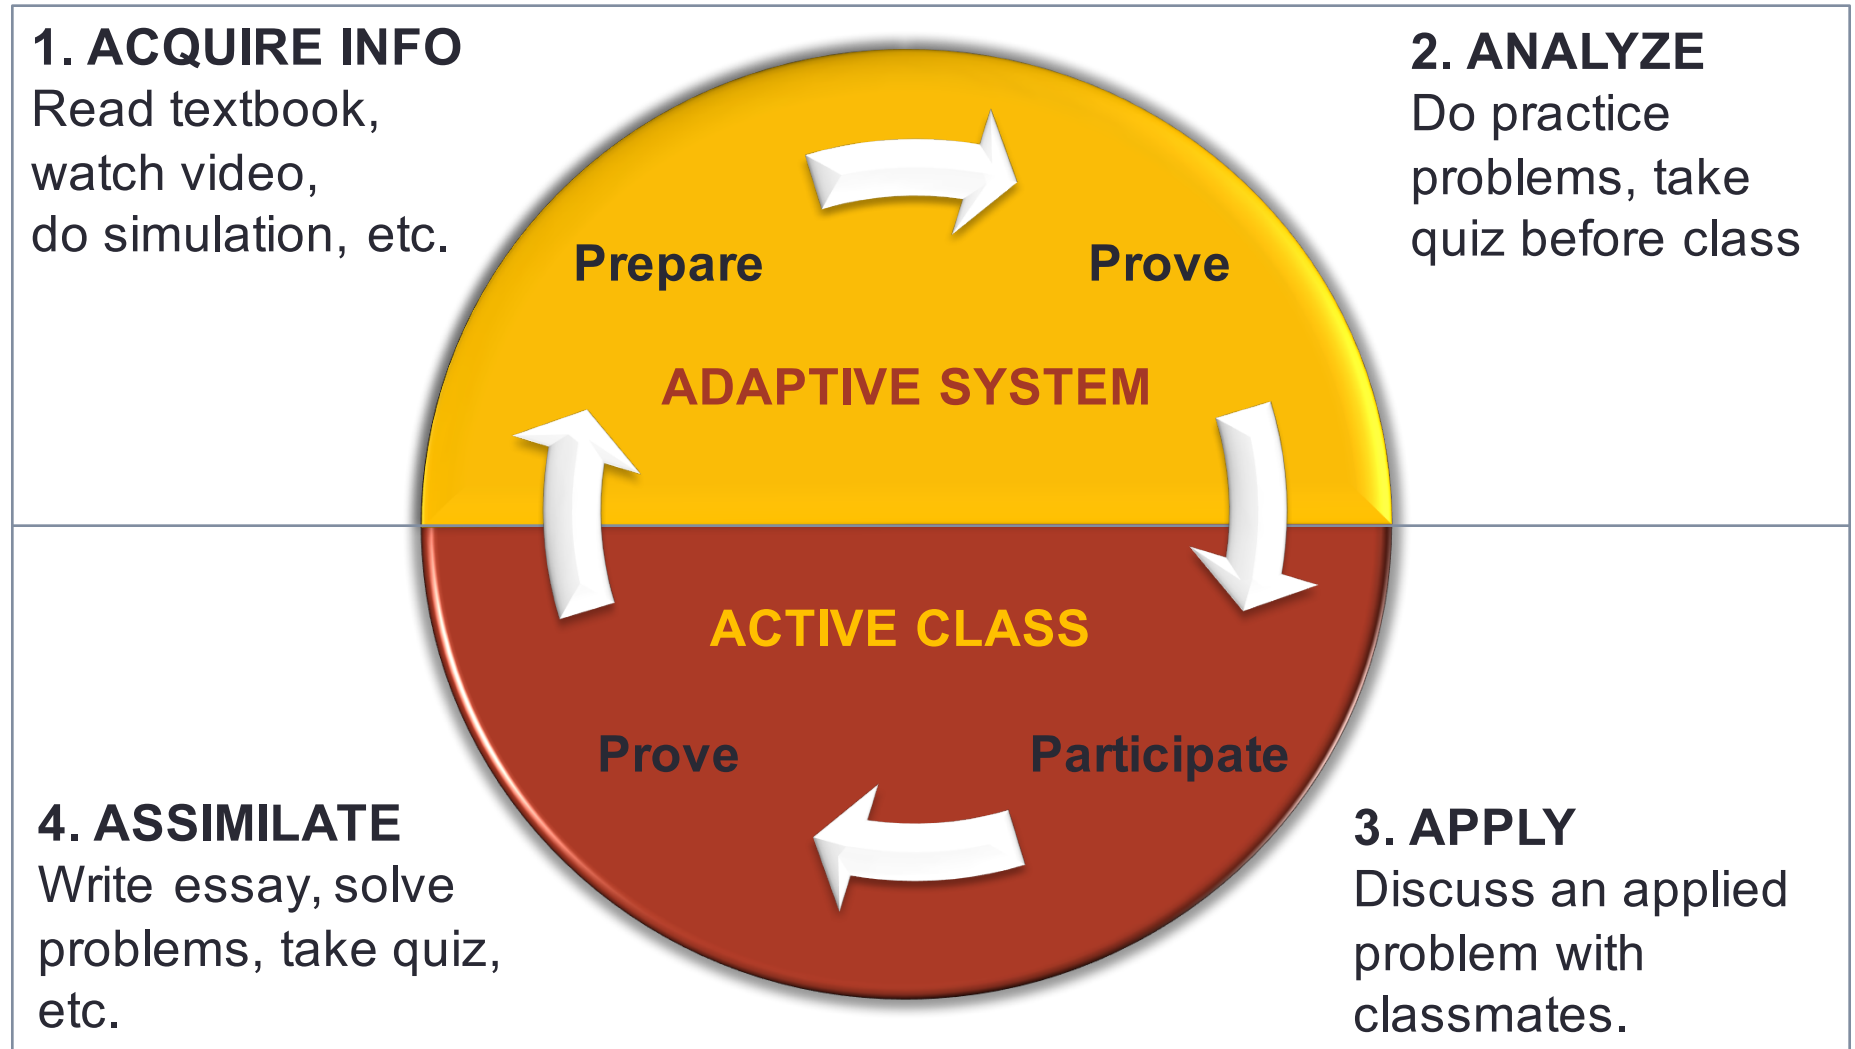 1. ACQUIRE INFO
Read textbook,
watch video,
do simulation, etc.
2. ANALYZE
Do practice
problems, take
quiz before class
Prepare
Prove
ADAPTIVE SYSTEM
ACTIVE CLASS
Prove
Participate
4. ASSIMILATE
Write essay, solve
problems, take quiz,
etc.
3. APPLY
Discuss an applied
problem with
classmates.